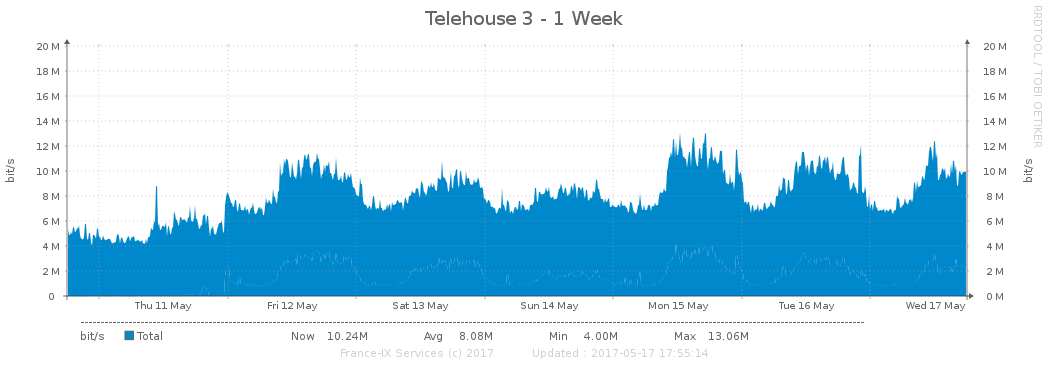 Telehouse 3 - 1 Week
RRDTOOL / TOBI OETIKER
bit/s
20 M 20 M
18 M 18 M
16 M 16 M
14 M 14 M
12 M 12 M
10 M 10 M
8 M 8 M
6 M 6 M
4 M 4 M
2 M 2 M
0 0 M
bit/s
Thu 11 May Fri 12 May Sat 13 May Sun 14 May Mon 15 May Tue 16 May Wed 17 May
bit/s Total Now 10.24M Avg 8.08M Min 4.00M Max 13.06M
France-IX Services (c) 2017 Updated : 2017-05-17 17:55:14